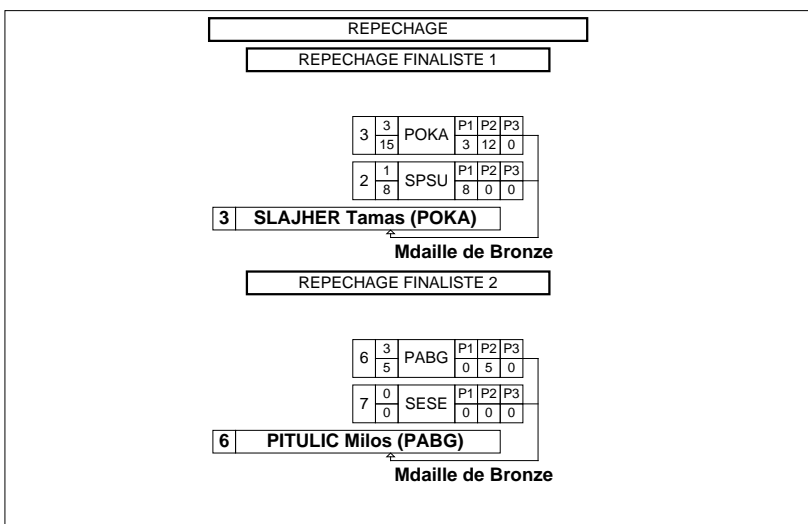 REPECHAGE
REPECHAGE FINALISTE 1
3 3 POKA P1 P2 P3
15 3 12 0
2 1 SPSU P1 P2 P3
8 8 0 0
3 SLAJHER Tamas (POKA)
Mdaille de Bronze
REPECHAGE FINALISTE 2
6 3 PABG P1 P2 P3
5 0 5 0
7 0 SESE P1 P2 P3
0 0 0 0
6 PITULIC Milos (PABG)
Mdaille de Bronze